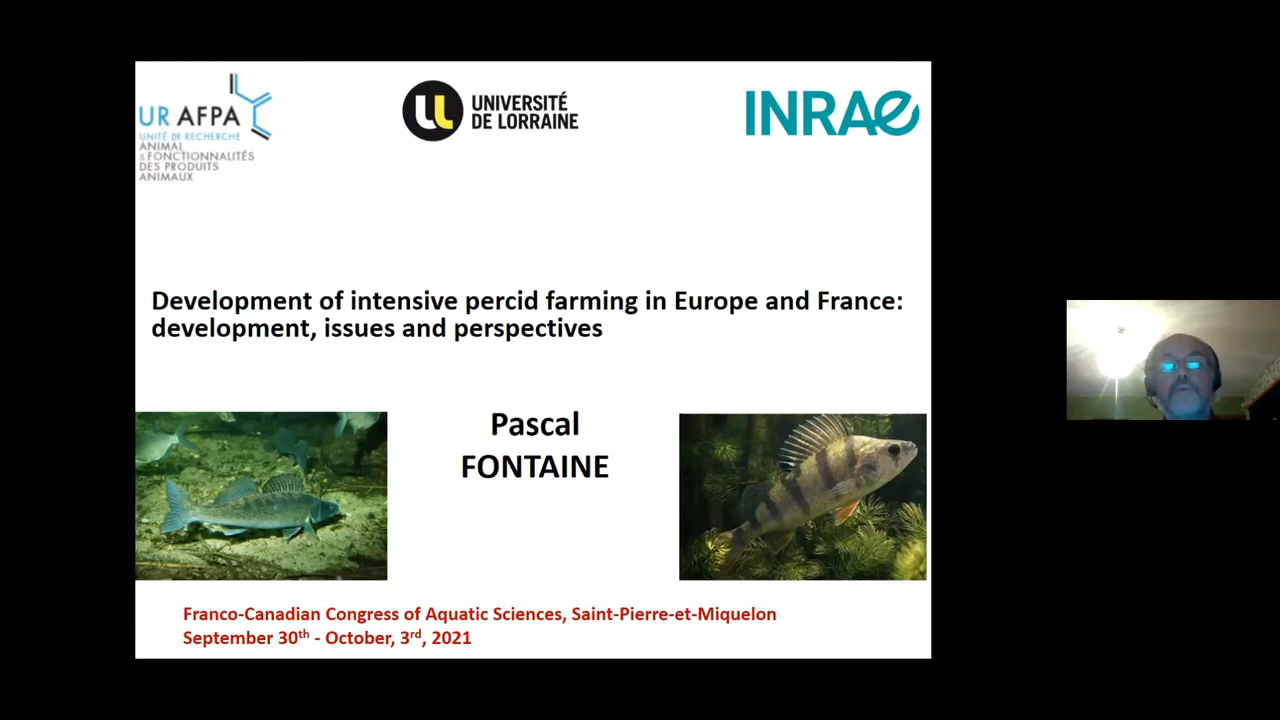 UR AFPA
UNITÉ DE RECHERCHE
ANIMAL
& FONCTIONNALITÉS
DES PRODUITS
ANIMAUX
UNIVERSITÉ
DE LORRAINE
INRAE
Development of intensive percid farming in Europe and France:
development, issues and perspectives
Pascal
FONTAINE
Franco-Canadian Congress of Aquatic Sciences, Saint-Pierre-et-Miquelon
September 30th - October, 3rd, 2021